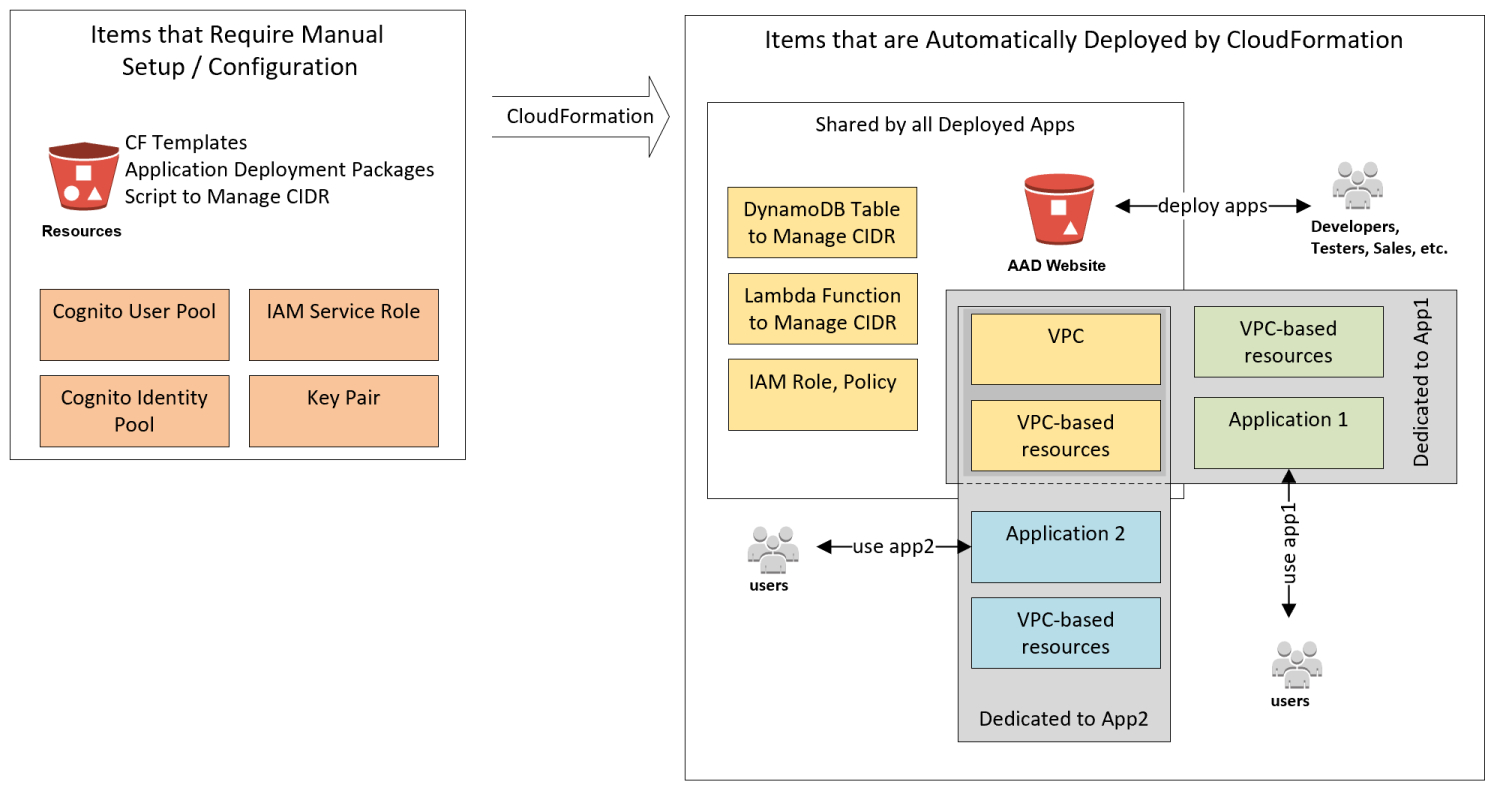 Items that Require Manual
Setup / Configuration
CF Templates
Application Deployment Packages
Script to Manage CIDR
Resources
Cognito User Pool
IAM Service Role
Cognito Identity
Pool
Key Pair
CloudFormation
Items that are Automatically Deployed by CloudFormation
Shared by all Deployed Apps
DynamoDB Table
to Manage CIDR
AAD Website
deploy apps
Developers,
Testers, Sales, etc.
Lambda Function
to Manage CIDR
IAM Role, Policy
VPC
VPC-based
resources
VPC-based
resources
Application 1
Dedicated to App1
use app1
users
users
use app2
Application 2
VPC-based
resources
Dedicated to App2